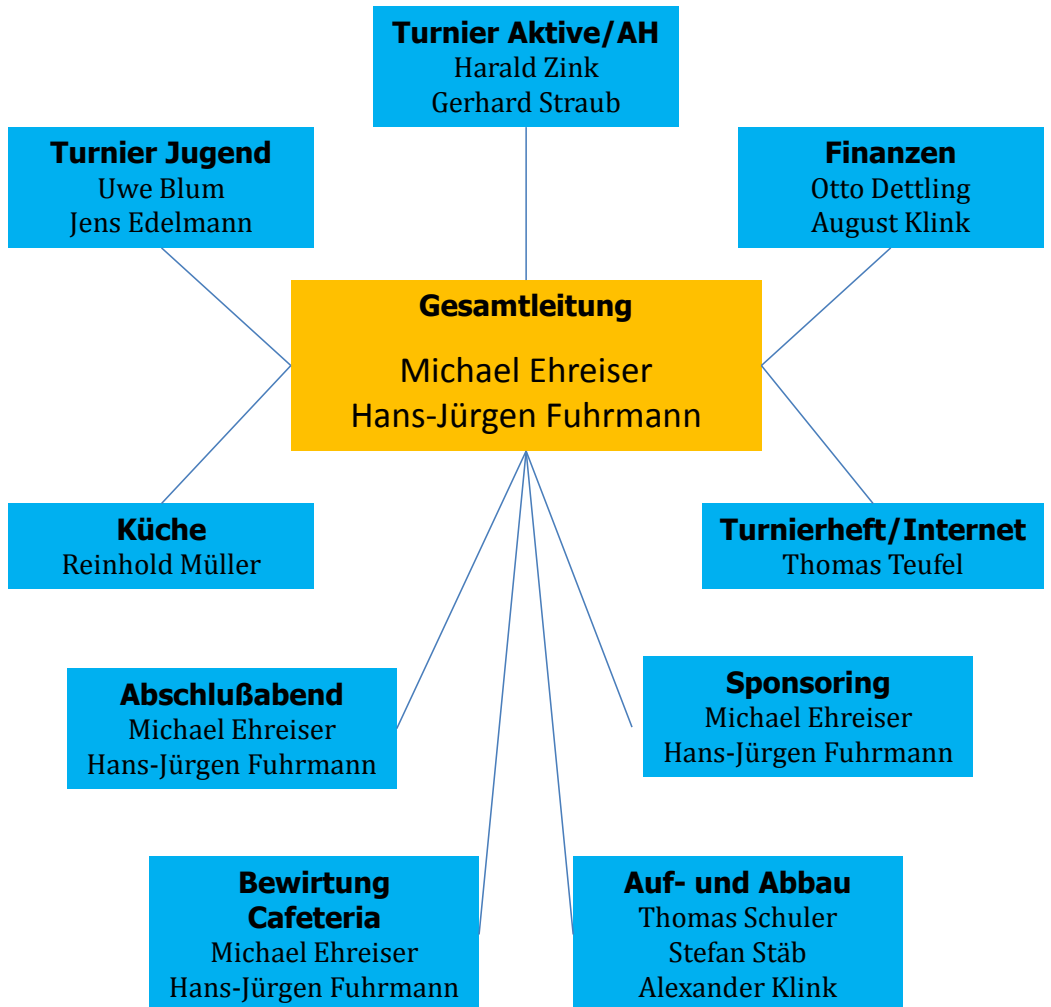 Turnier Aktive/AH
Harald Zink
Gerhard Straub
Turnier Jugend
Uwe Blum
Jens Edelmann
Finanzen
Otto Dettling
August Klink
Gesamtleitung
Michael Ehreiser
Hans-Jürgen Fuhrmann
Küche
Reinhold Müller
Turnierheft/Internet
Thomas Teufel
Abschlußabend
Michael Ehreiser
Hans-Jürgen Fuhrmann
Sponsoring
Michael Ehreiser
Hans-Jürgen Fuhrmann
Bewirtung
Cafeteria
Michael Ehreiser
Hans-Jürgen Fuhrmann
Auf- und Abbau
Thomas Schuler
Stefan Stäb
Alexander Klink